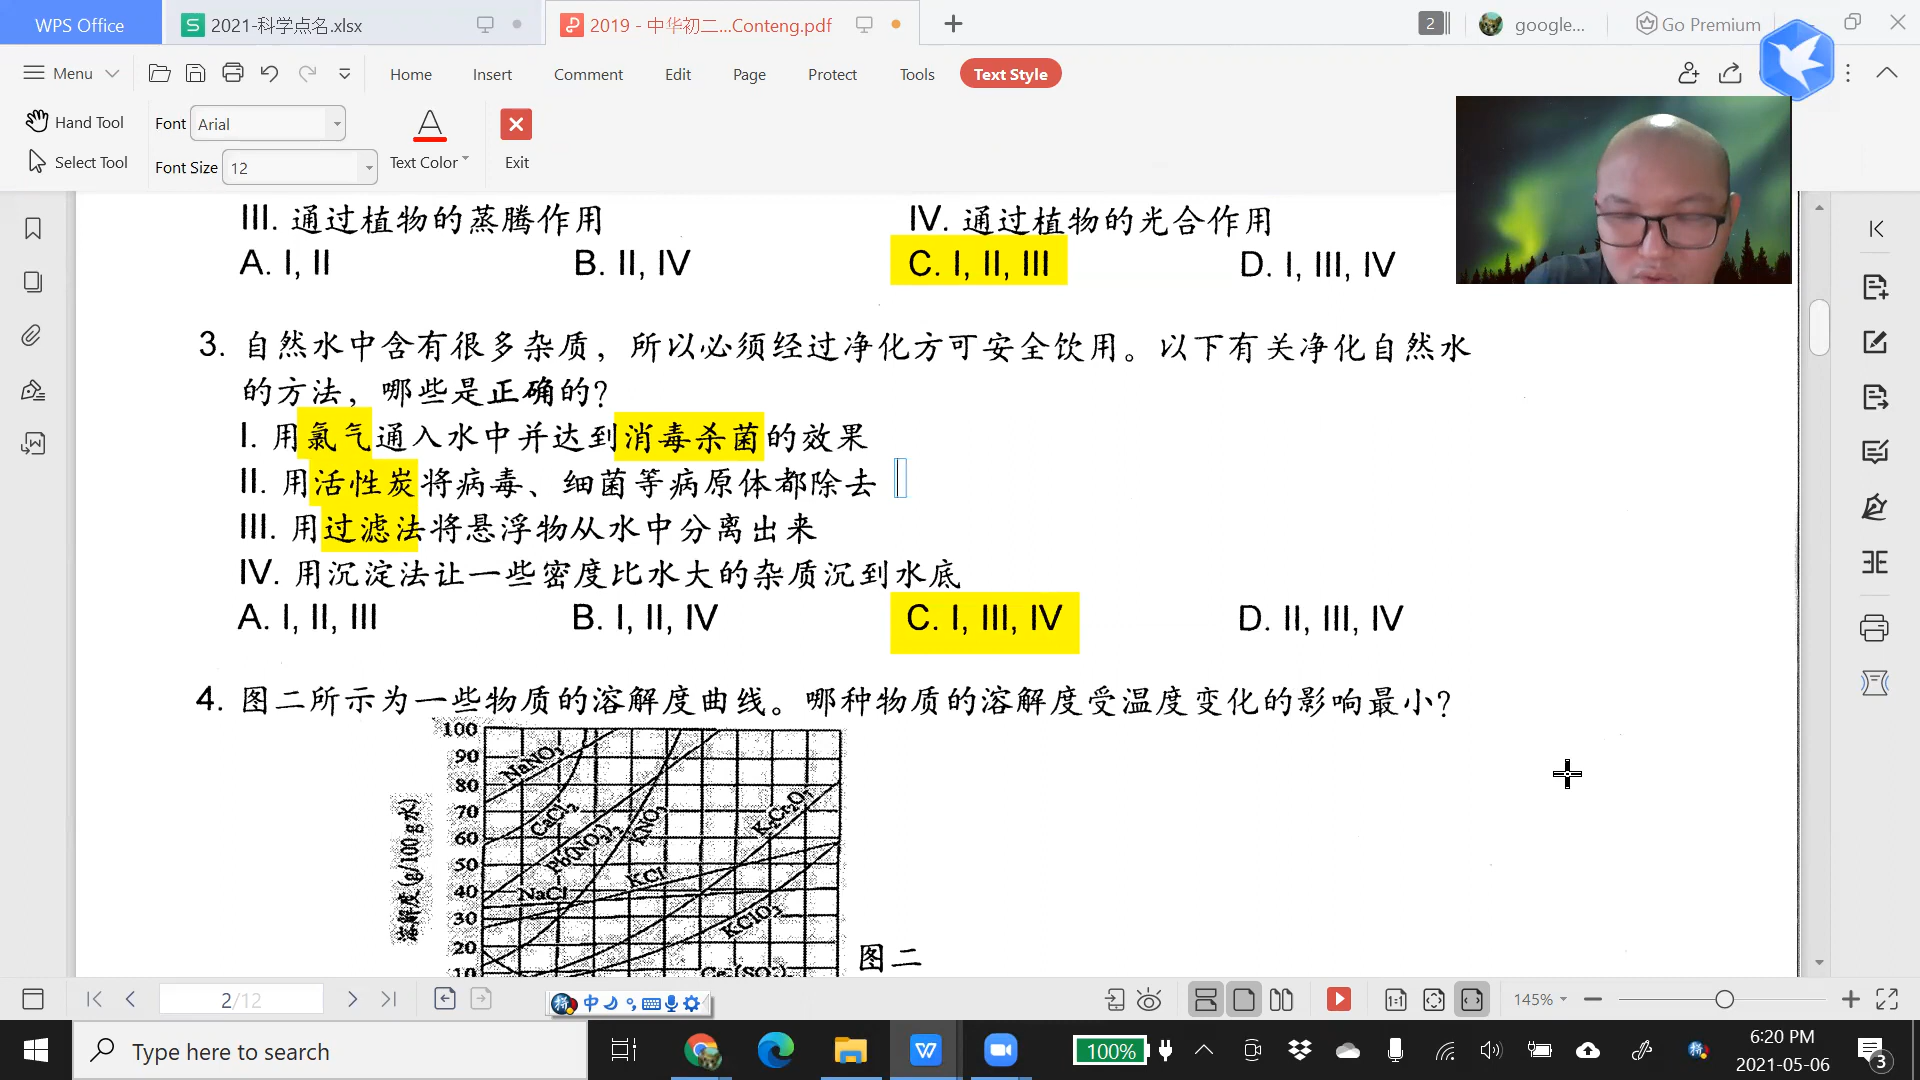 WPS Office
2021-科学点名.xlsx
2019 - 中华初二...Conteng.pdf
2
google...
Go Premium
Menu
Home
Insert
Comment
Edit
Page
Protect
Tools
Text Style
Hand Tool
Font
Arial
Select Tool
Font Size
12
Text Color
Exit
III. 通过植物的蒸腾作用
IV. 通过植物的光合作用
A. I, II
B. II, IV
C. I, II, III
D. I, III, IV
3. 自然水中含有很多杂质，所以必须经过净化方可安全饮用。以下有关净化自然水
的方法，哪些是正确的?
I. 用氯气通入水中并达到消毒杀菌的效果
II. 用活性炭将病毒、细菌等病原体都除去
III. 用过滤法将悬浮物从水中分离出来
IV. 用沉淀法让一些密度比水大的杂质沉到水底
A. I, II, III
B. I, II, IV
C. I, III, IV
D. II, III, IV
4. 图二所示为一些物质的溶解度曲线。哪种物质的溶解度受温度变化的影响最小?
溶解度 (g/100 g水)
100
90
80
70
60
50
40
30
20
10
NaNO₃
CaCl₂
Pb(NO₃)₂
KNO₃
K₂Cr₂O₇
NaCl
KCl
KClO₃
图二
2/12
中
1:1
145%
Type here to search
100%
6:20 PM
2021-05-06
3